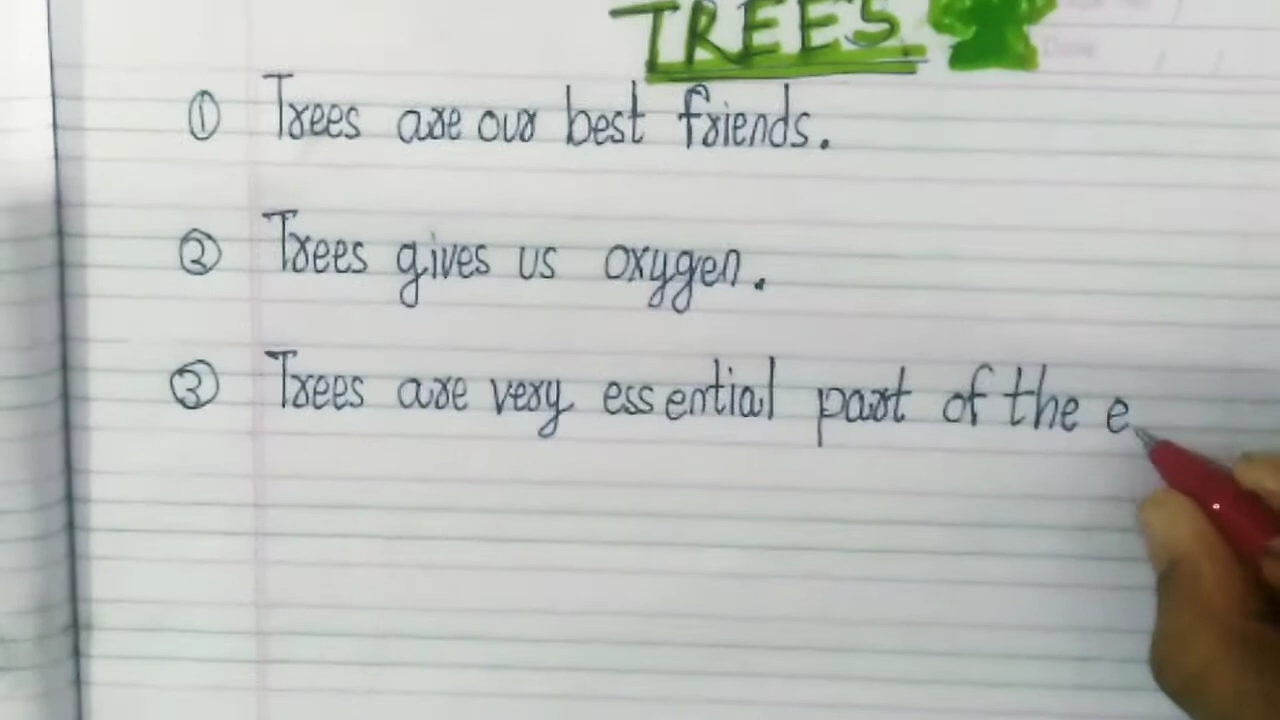 TREES
① Trees are our best friends.
② Trees gives us oxygen.
③ Trees are very essential part of the e